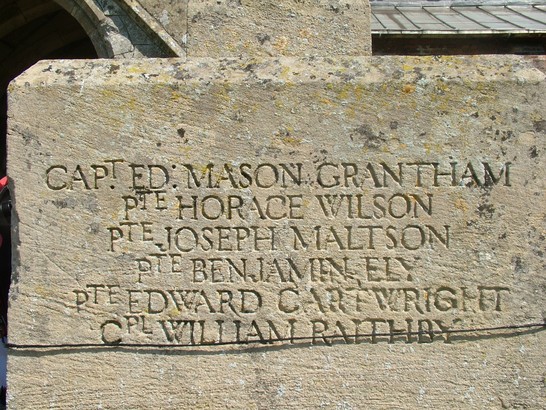 CAPT ED: MASON GRANTHAM
PTE HORACE WILSON
PTE JOSEPH MALTSON
PTE BENJAMIN ELY
PTE EDWARD CARTWRIGHT
CPL WILLIAM RAITHBY